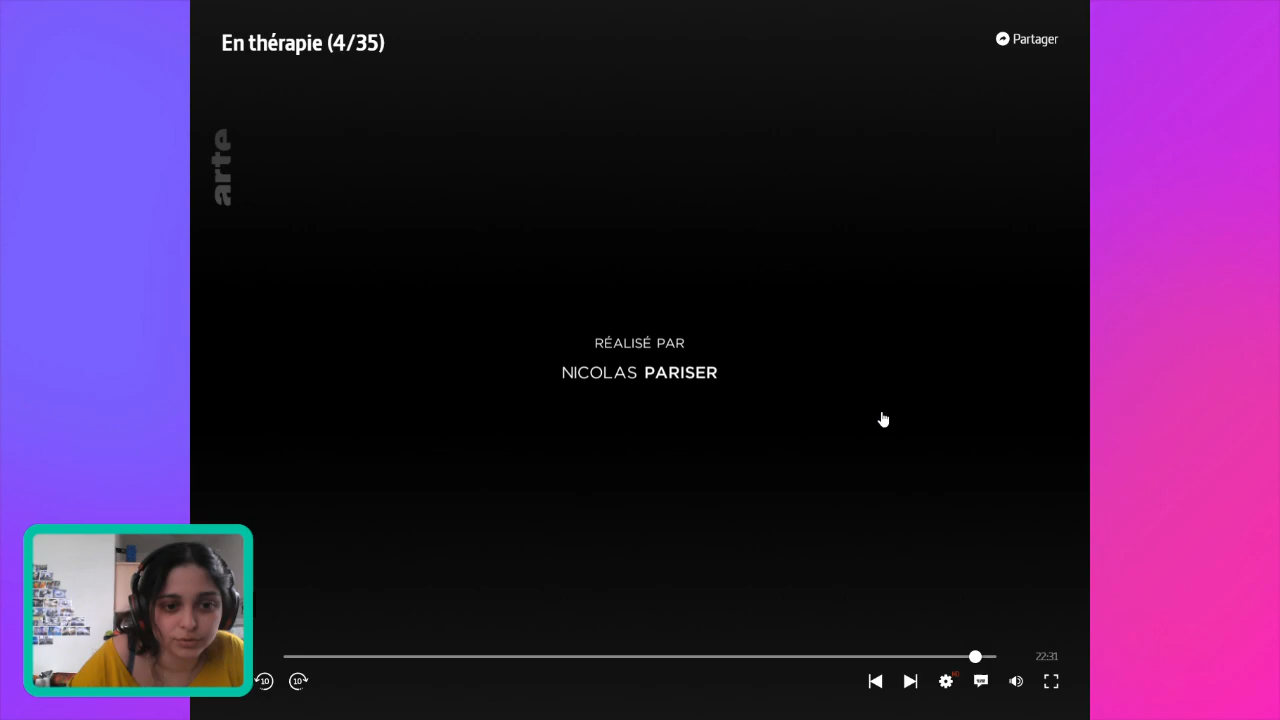 En thérapie (4/35)
Partager
arte
RÉALISÉ PAR
NICOLAS PARISER
22:31
10
10